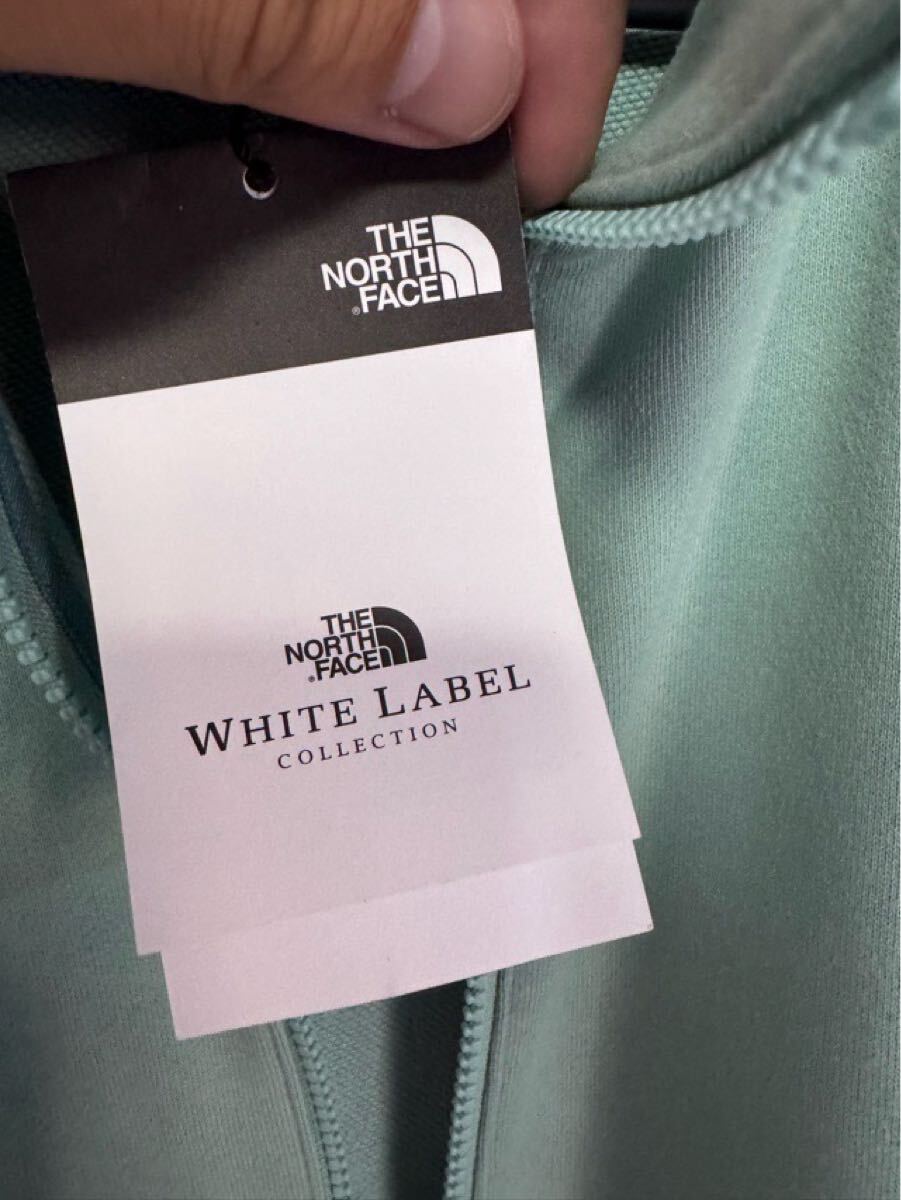 THE
NORTH
FACE
®
THE
NORTH
FACE
®
WHITE LABEL
COLLECTION